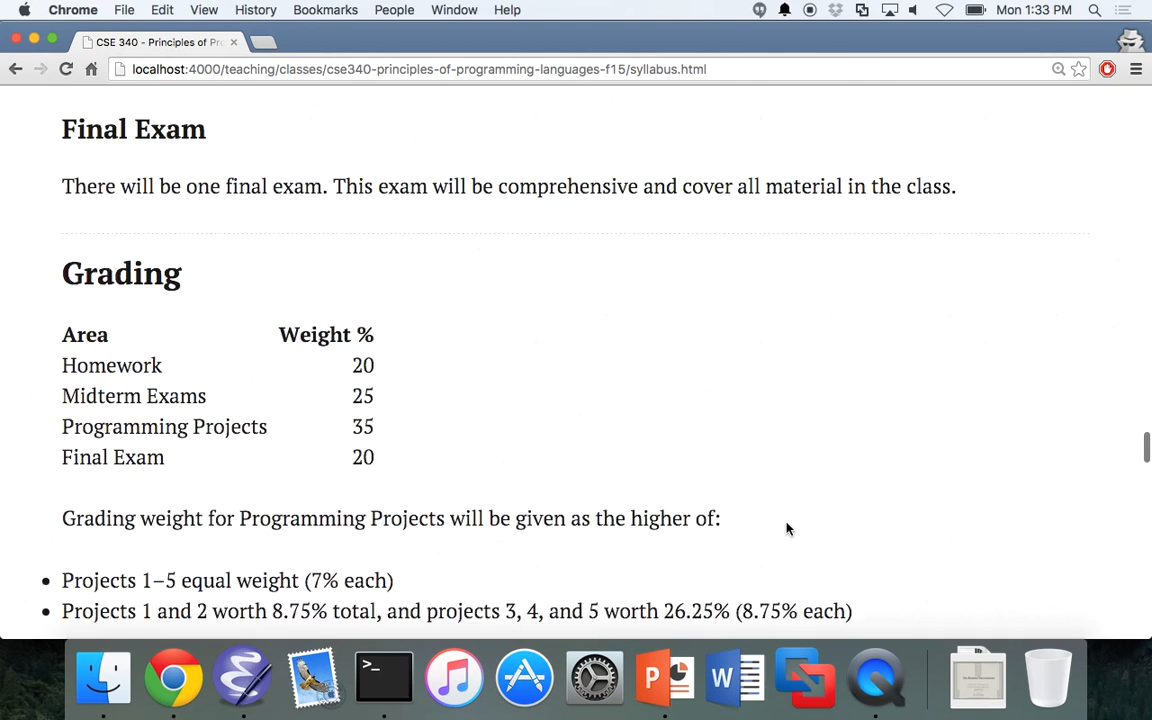 Chrome File Edit View History Bookmarks People Window Help Mon 1:33 PM
CSE 340 - Principles of Pro
localhost:4000/teaching/classes/cse340-principles-of-programming-languages-f15/syllabus.html
Final Exam
There will be one final exam. This exam will be comprehensive and cover all material in the class.
Grading
Area Weight %
Homework 20
Midterm Exams 25
Programming Projects 35
Final Exam 20
Grading weight for Programming Projects will be given as the higher of:
• Projects 1–5 equal weight (7% each)
• Projects 1 and 2 worth 8.75% total, and projects 3, 4, and 5 worth 26.25% (8.75% each)